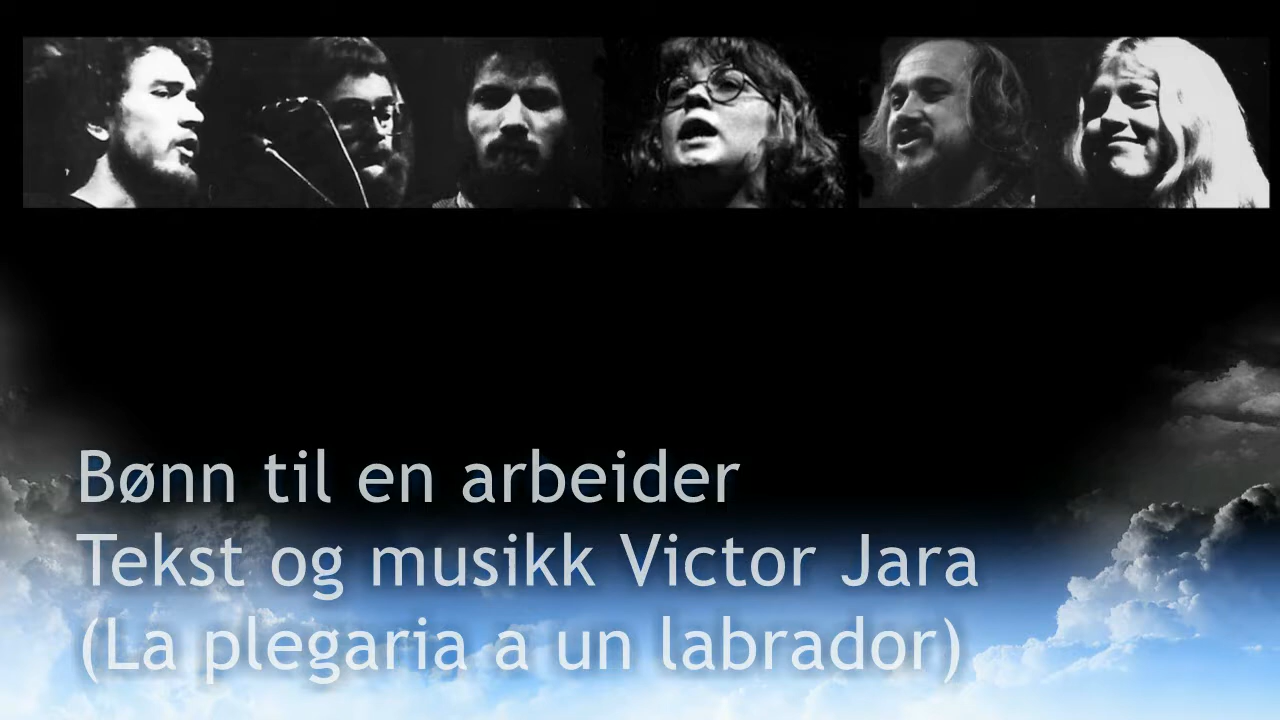 Bønn til en arbeider
Tekst og musikk Victor Jara
(La plegaria a un labrador)